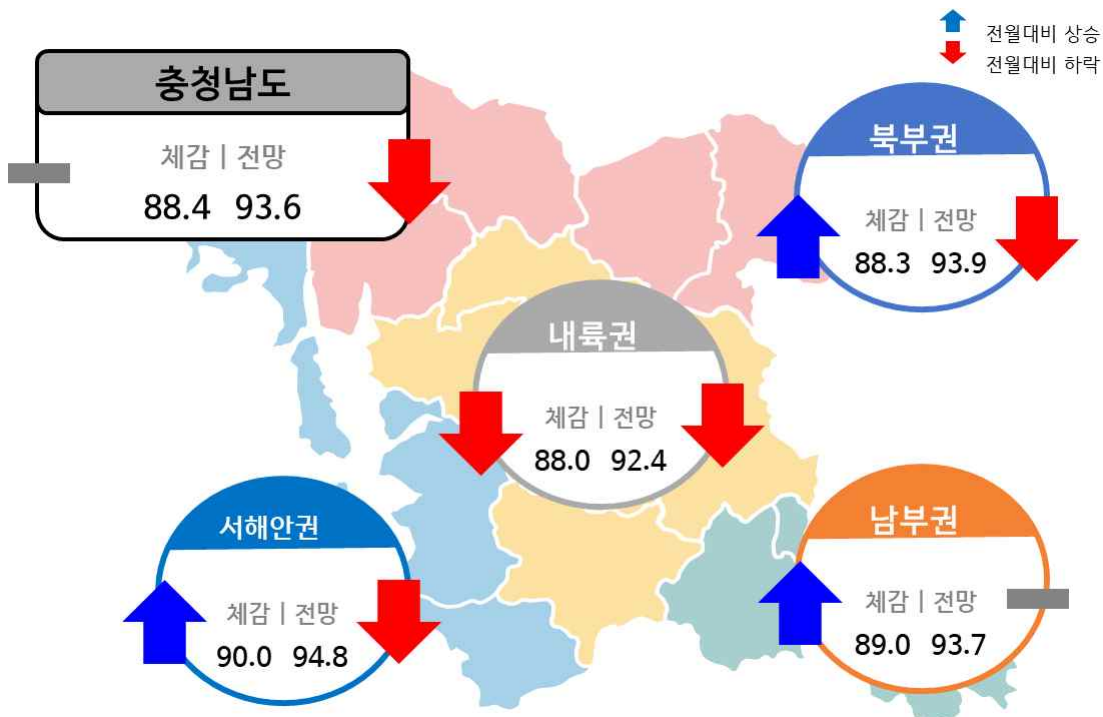 전월대비 상승
전월대비 하락
충청남도
체감 | 전망
88.4 93.6
북부권
체감 | 전망
88.3 93.9
내륙권
체감 | 전망
88.0 92.4
서해안권
체감 | 전망
90.0 94.8
남부권
체감 | 전망
89.0 93.7